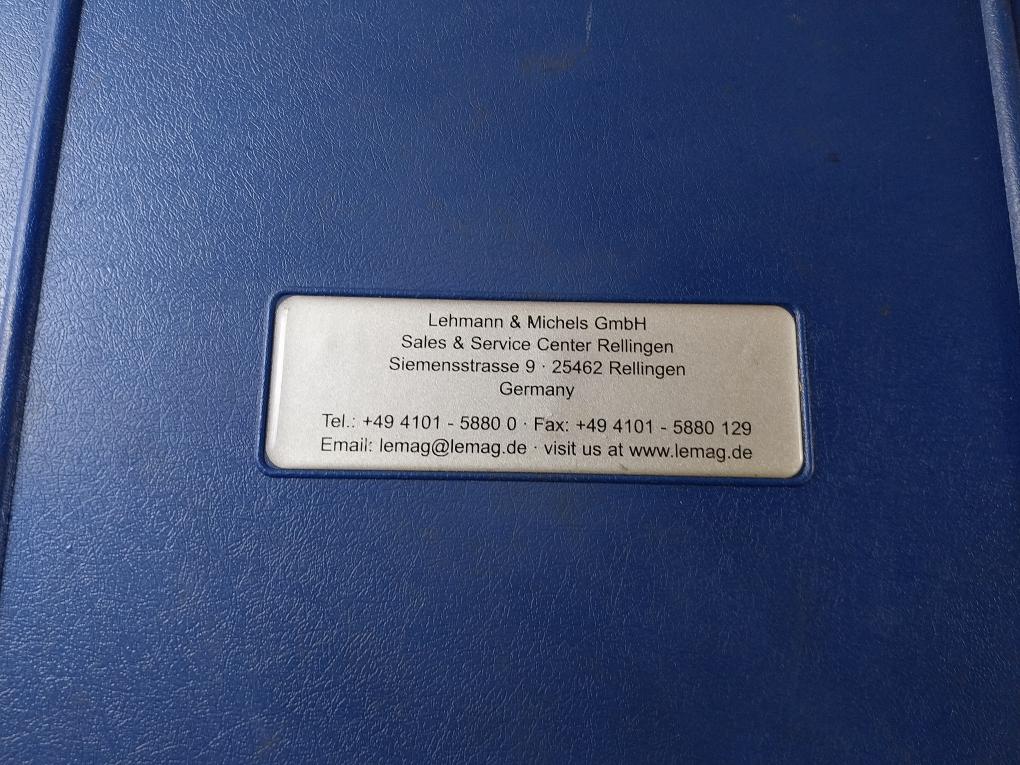 Lehmann & Michels GmbH
Sales & Service Center Rellingen
Siemensstrasse 9 · 25462 Rellingen
Germany
Tel.: +49 4101 - 5880 0 · Fax: +49 4101 - 5880 129
Email: lemag@lemag.de · visit us at www.lemag.de